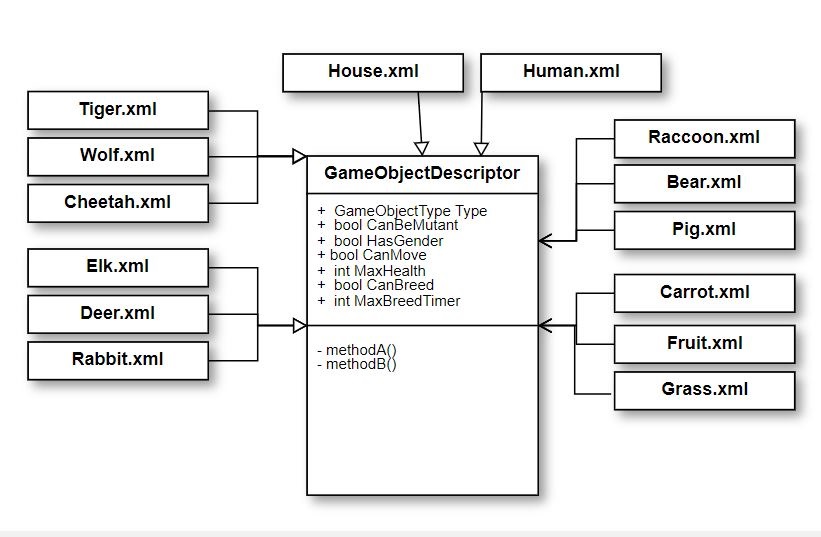 House.xml
Human.xml
Tiger.xml
Wolf.xml
Cheetah.xml
Elk.xml
Deer.xml
Rabbit.xml
GameObjectDescriptor
+ GameObjectType Type
+ bool CanBeMutant
+ bool HasGender
+ bool CanMove
+ int MaxHealth
+ bool CanBreed
+ int MaxBreedTimer
- methodA()
- methodB()
Raccoon.xml
Bear.xml
Pig.xml
Carrot.xml
Fruit.xml
Grass.xml